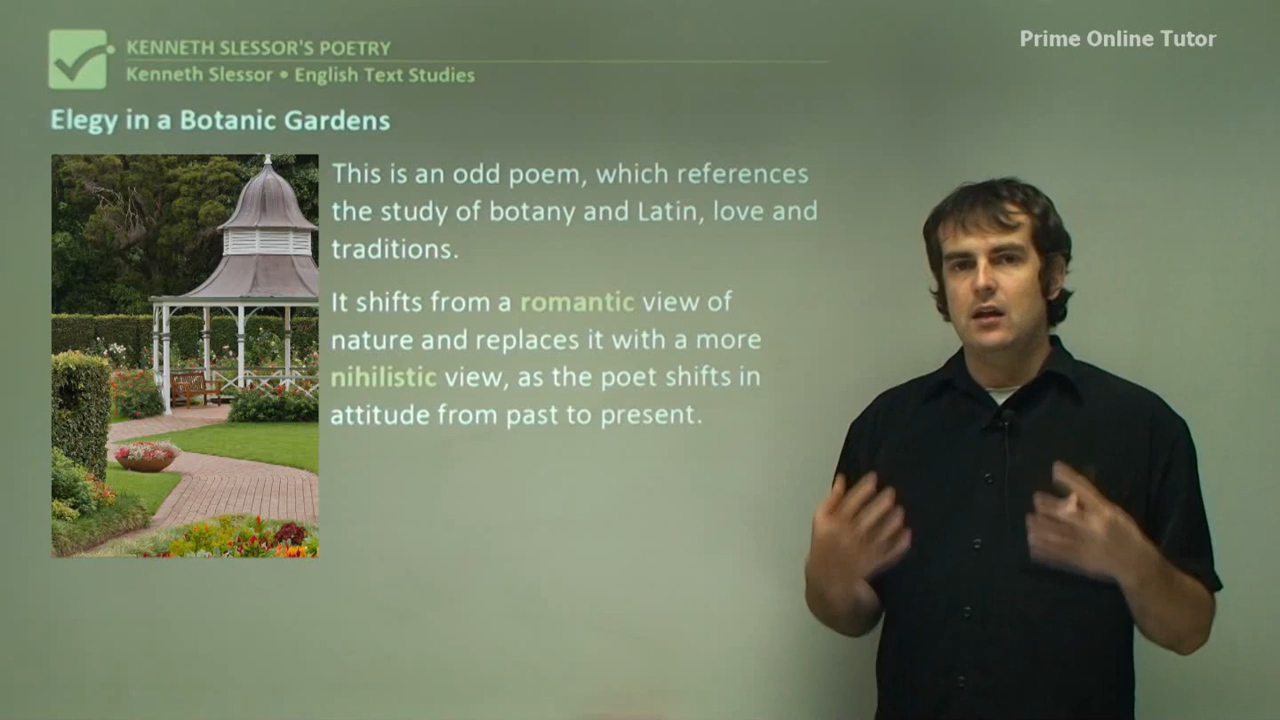 KENNETH SLESSOR'S POETRY
Prime Online Tutor
Kenneth Slessor • English Text Studies
Elegy in a Botanic Gardens
This is an odd poem, which references
the study of botany and Latin, love and
traditions.
It shifts from a romantic view of
nature and replaces it with a more
nihilistic view, as the poet shifts in
attitude from past to present.